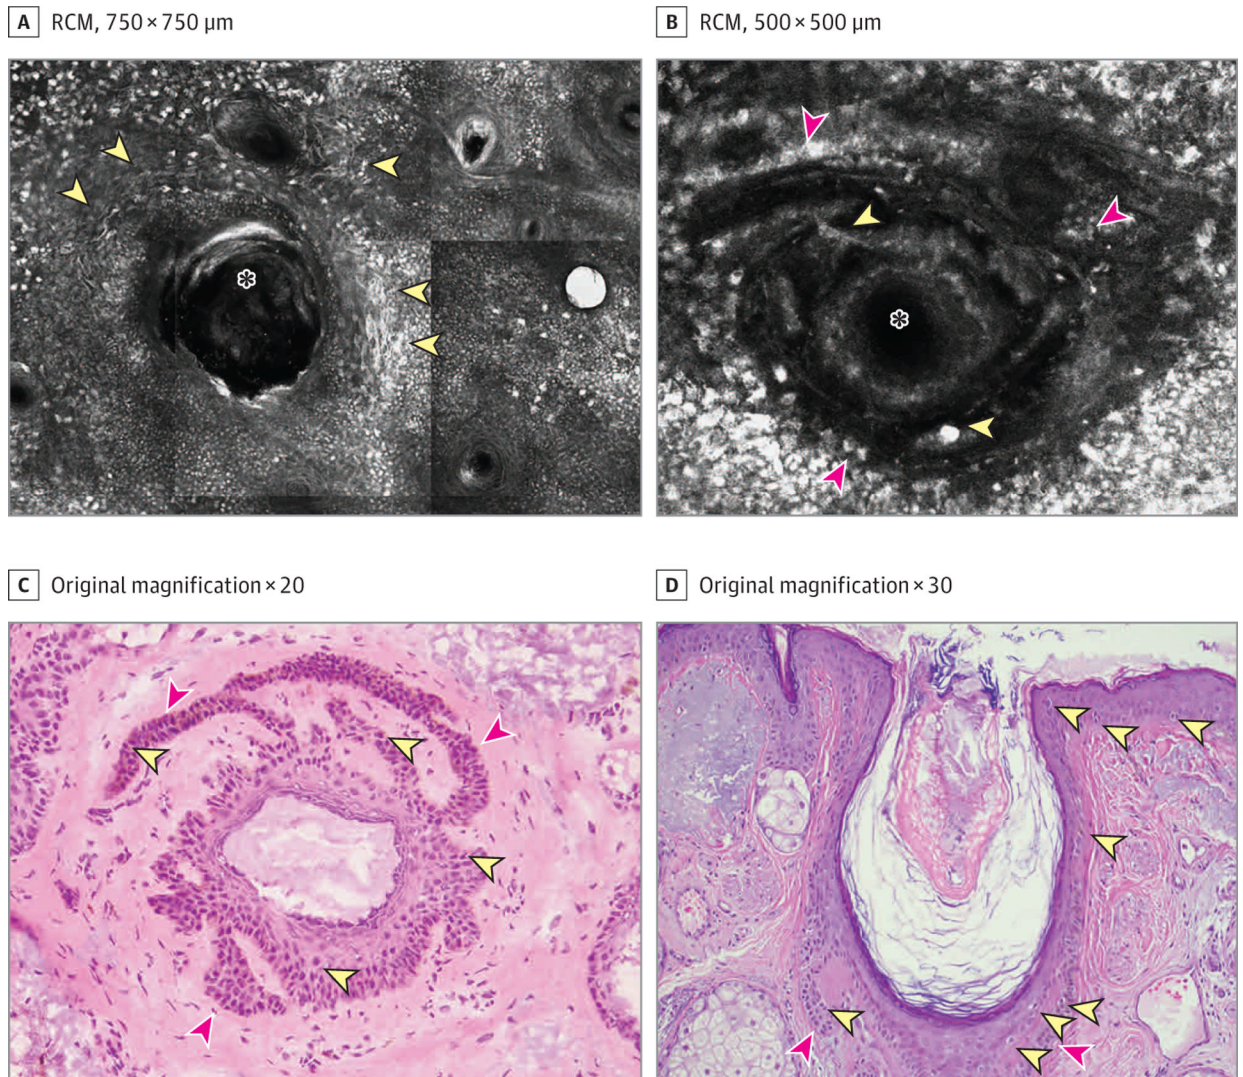 A RCM, 750 × 750 μm
B RCM, 500 × 500 μm
C Original magnification × 20
D Original magnification × 30